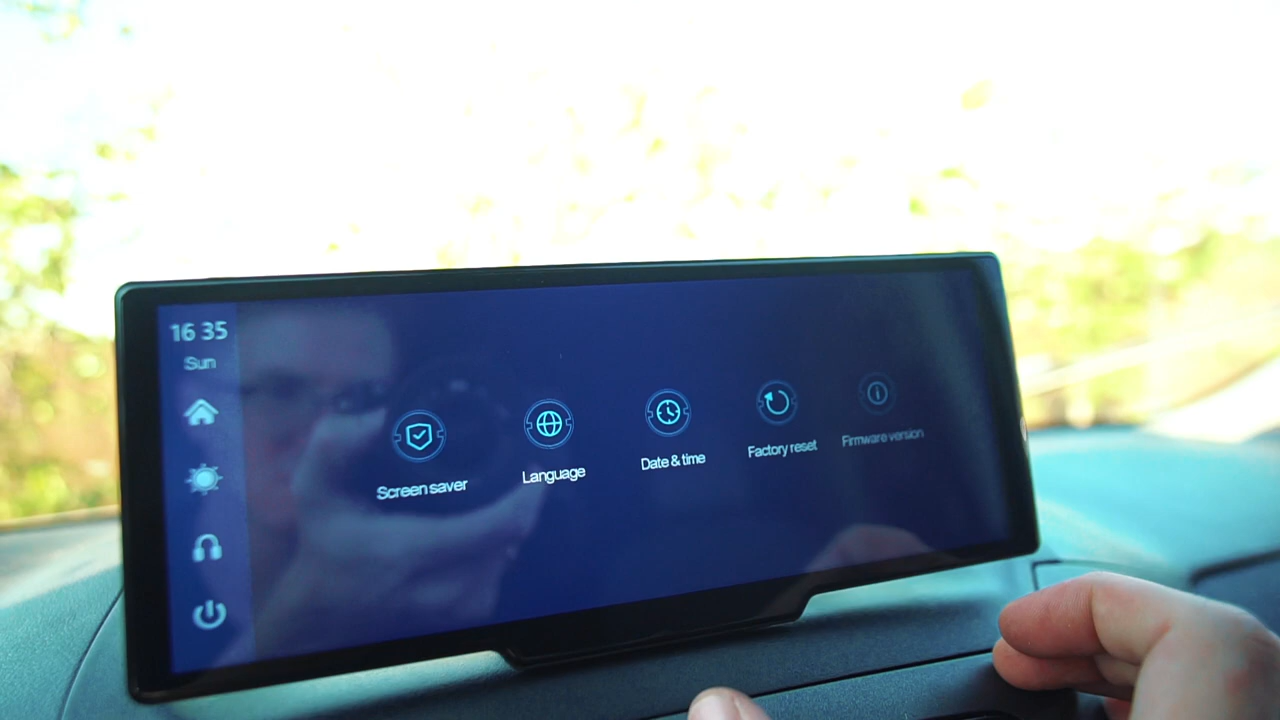 16 35
Sun
Screen saver
Language
Date & time
Factory reset
Firmware version